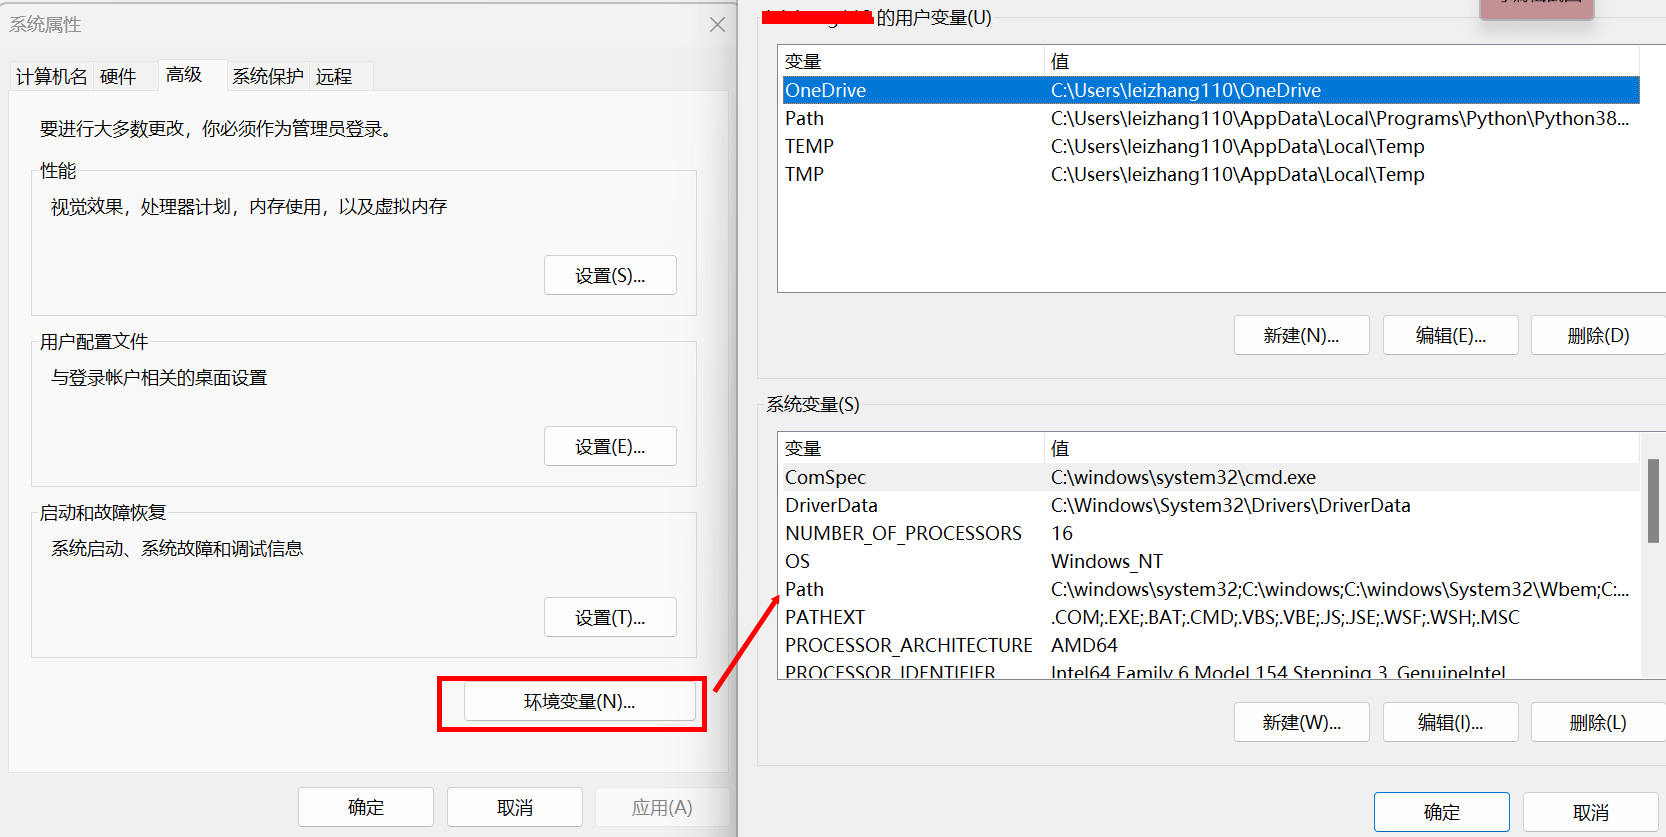 系统属性
计算机名
硬件
高级
系统保护
远程
要进行大多数更改，你必须作为管理员登录。
性能
视觉效果，处理器计划，内存使用，以及虚拟内存
设置(S)...
用户配置文件
与登录帐户相关的桌面设置
设置(E)...
启动和故障恢复
系统启动、系统故障和调试信息
设置(T)...
环境变量(N)...
确定
取消
应用(A)
的用户变量(U)
变量 值
OneDrive C:\Users\leizhang110\OneDrive
Path C:\Users\leizhang110\AppData\Local\Programs\Python\Python38...
TEMP C:\Users\leizhang110\AppData\Local\Temp
TMP C:\Users\leizhang110\AppData\Local\Temp
新建(N)...
编辑(E)...
删除(D)
系统变量(S)
变量 值
ComSpec C:\windows\system32\cmd.exe
DriverData C:\Windows\System32\Drivers\DriverData
NUMBER_OF_PROCESSORS 16
OS Windows_NT
Path C:\windows\system32;C:\windows;C:\windows\System32\Wbem;C:...
PATHEXT .COM;.EXE;.BAT;.CMD;.VBS;.VBE;.JS;.JSE;.WSF;.WSH;.MSC
PROCESSOR_ARCHITECTURE AMD64
PROCESSOR_IDENTIFIER Intel64 Family 6 Model 154 Stepping 3, GenuineIntel
新建(W)...
编辑(I)...
删除(L)
确定
取消